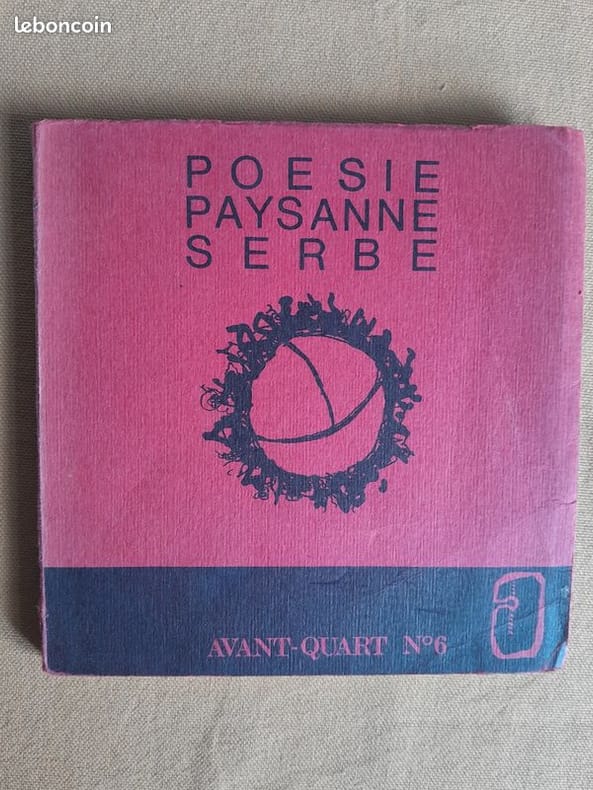 leboncoin
POESIE
PAYSANNE
SERBE
AVANT-QUART N°6